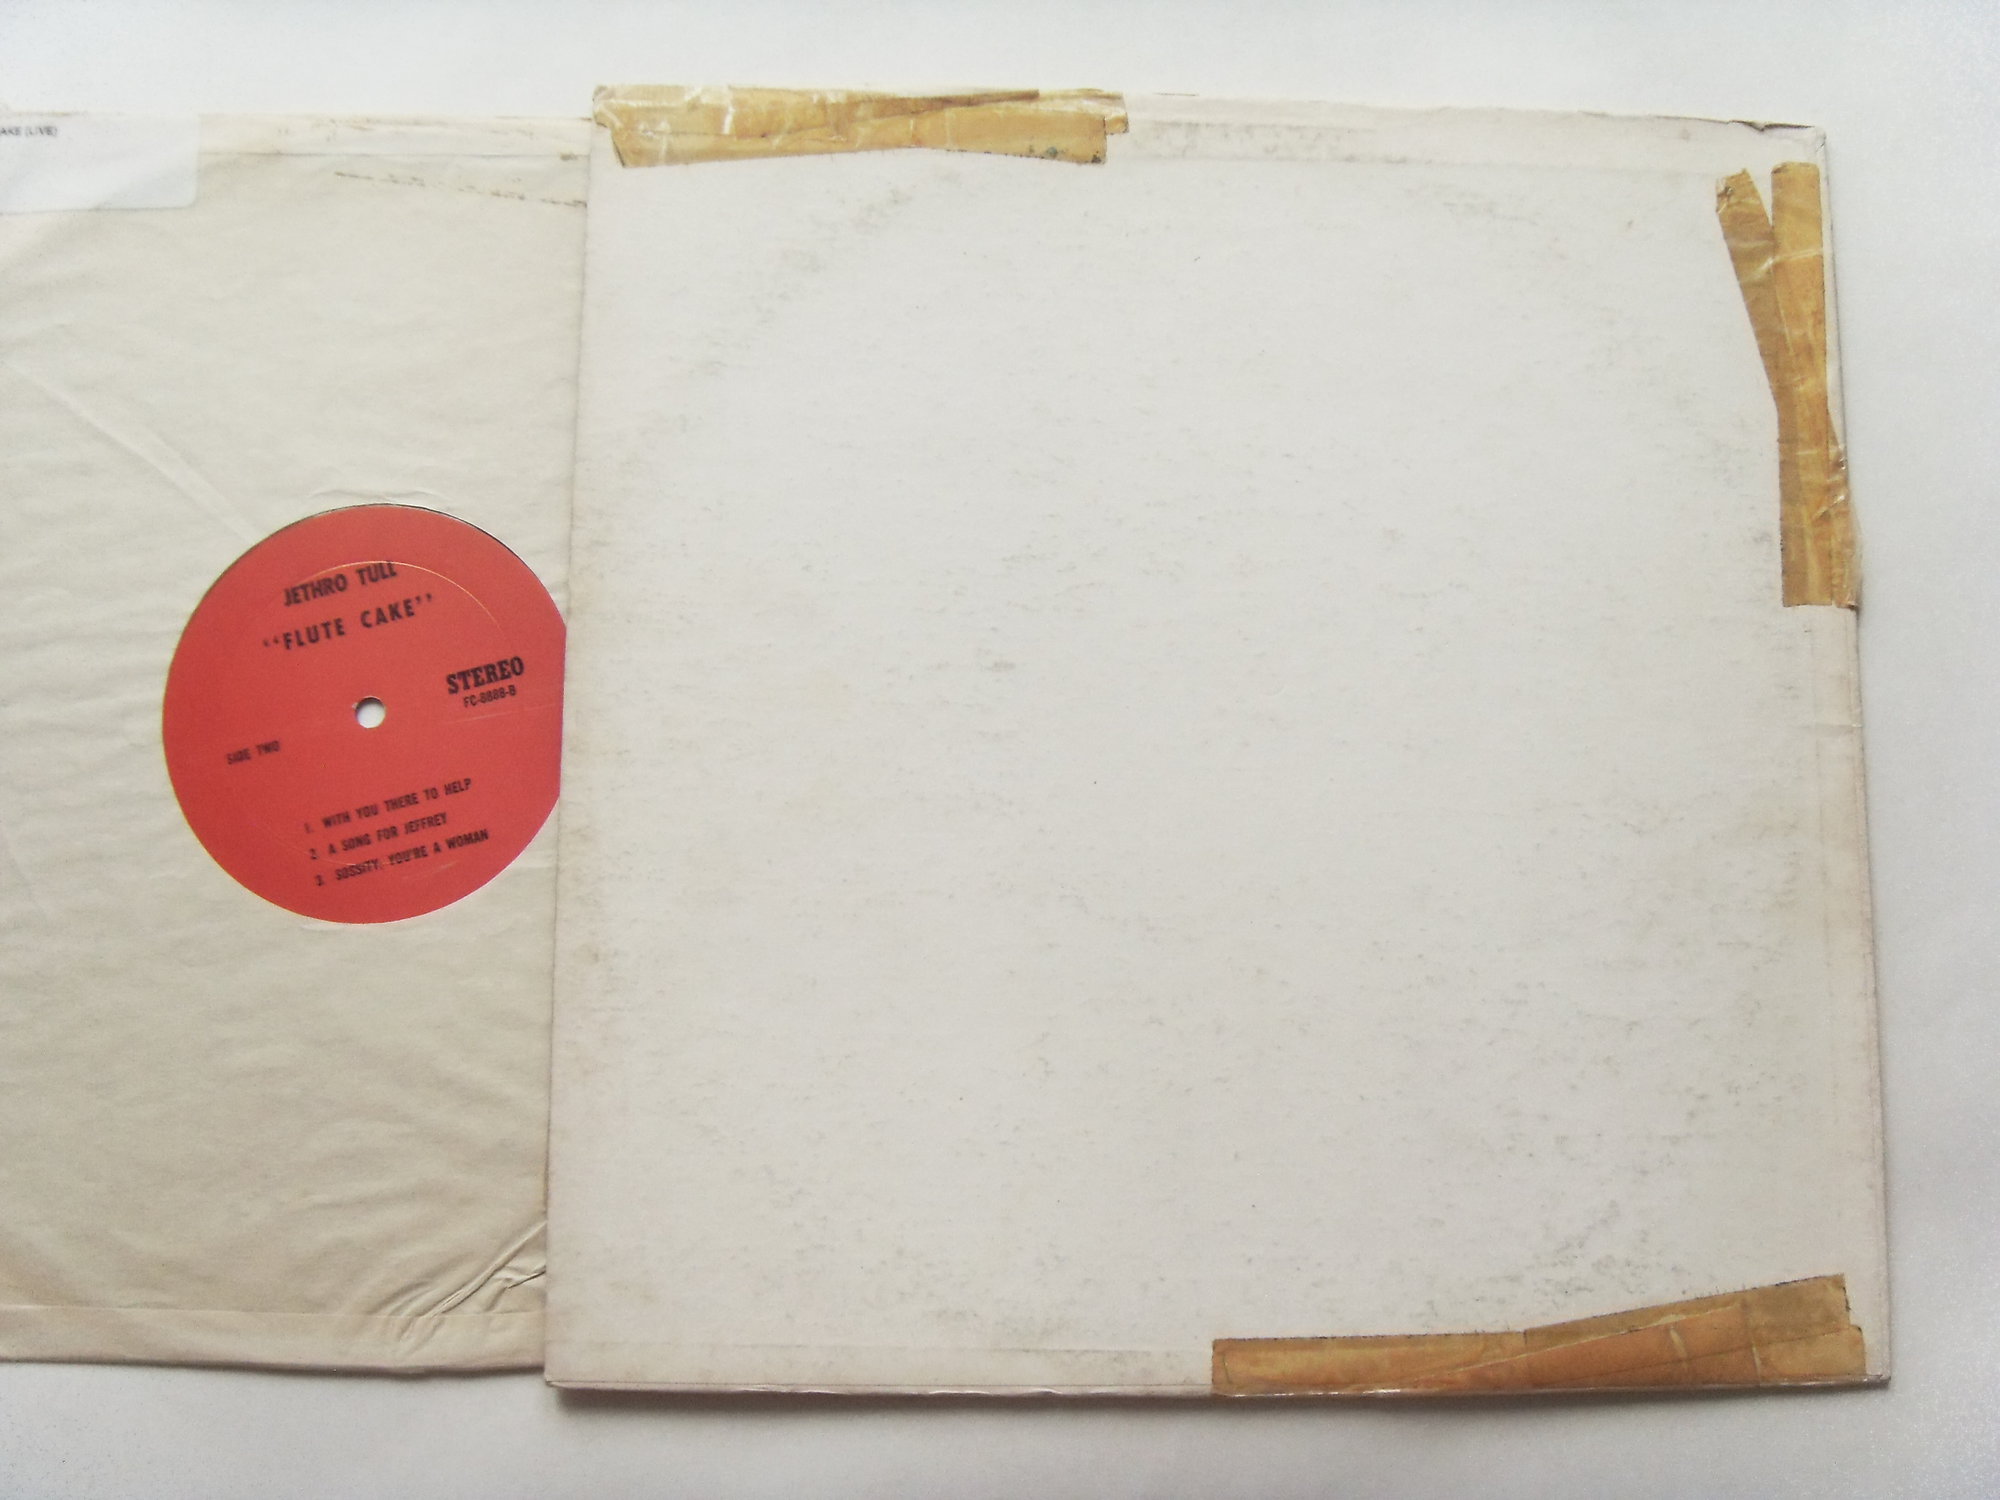 AKE (LIVE)
JETHRO TULL
“FLUTE CAKE”
STEREO
FC-8888-B
SIDE TWO
1. WITH YOU THERE TO HELP
2. A SONG FOR JEFFREY
3. SOSSITY: YOU'RE A WOMAN